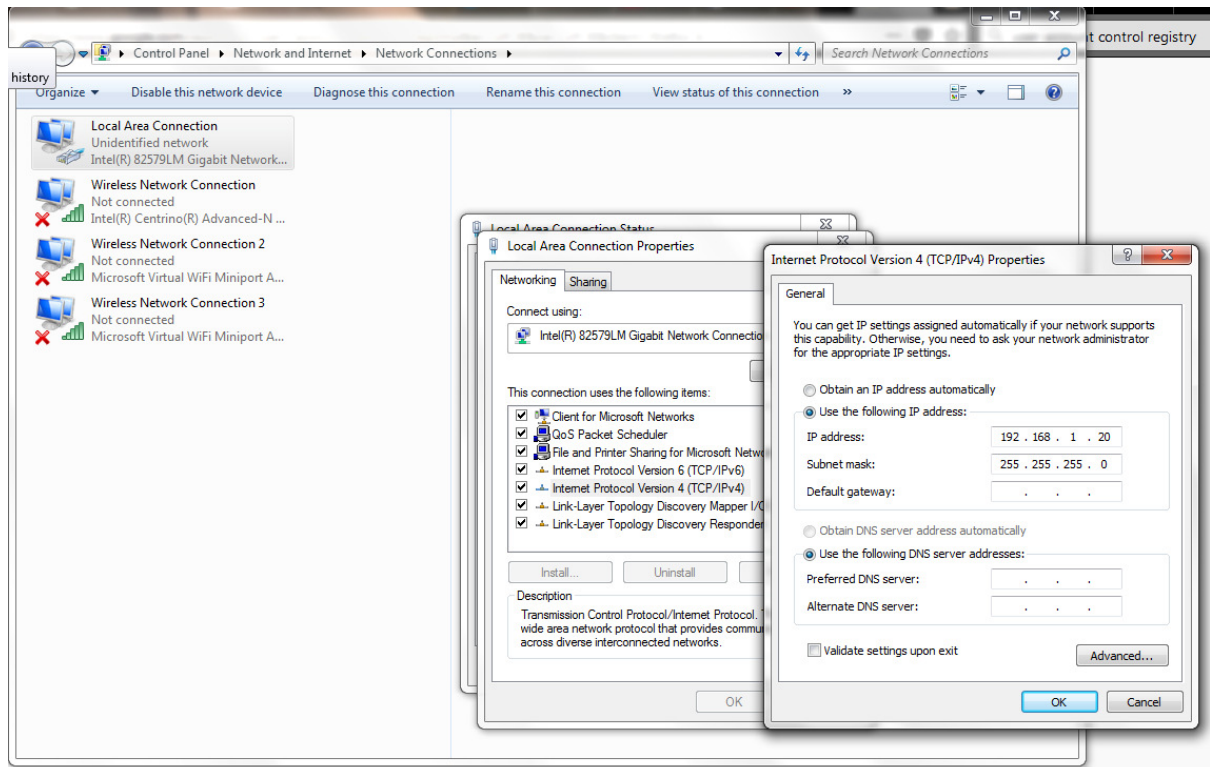 t control registry
Control Panel Network and Internet Network Connections
Search Network Connections
history
Organize Disable this network device Diagnose this connection Rename this connection View status of this connection »
Local Area Connection
Unidentified network
Intel(R) 82579LM Gigabit Network...
Wireless Network Connection
Not connected
Intel(R) Centrino(R) Advanced-N ...
Wireless Network Connection 2
Not connected
Microsoft Virtual WiFi Miniport A...
Wireless Network Connection 3
Not connected
Microsoft Virtual WiFi Miniport A...
Local Area Connection Status
Local Area Connection Properties
Networking Sharing
Connect using:
Intel(R) 82579LM Gigabit Network Connectio
This connection uses the following items:
Client for Microsoft Networks
QoS Packet Scheduler
File and Printer Sharing for Microsoft Netwo
Internet Protocol Version 6 (TCP/IPv6)
Internet Protocol Version 4 (TCP/IPv4)
Link-Layer Topology Discovery Mapper I/O
Link-Layer Topology Discovery Responder
Install... Uninstall
Description
Transmission Control Protocol/Internet Protocol.
wide area network protocol that provides commu
across diverse interconnected networks.
OK
Internet Protocol Version 4 (TCP/IPv4) Properties
General
You can get IP settings assigned automatically if your network supports
this capability. Otherwise, you need to ask your network administrator
for the appropriate IP settings.
Obtain an IP address automatically
Use the following IP address:
IP address: 192 . 168 . 1 . 20
Subnet mask: 255 . 255 . 255 . 0
Default gateway: . . .
Obtain DNS server address automatically
Use the following DNS server addresses:
Preferred DNS server: . . .
Alternate DNS server: . . .
Validate settings upon exit
Advanced...
OK Cancel